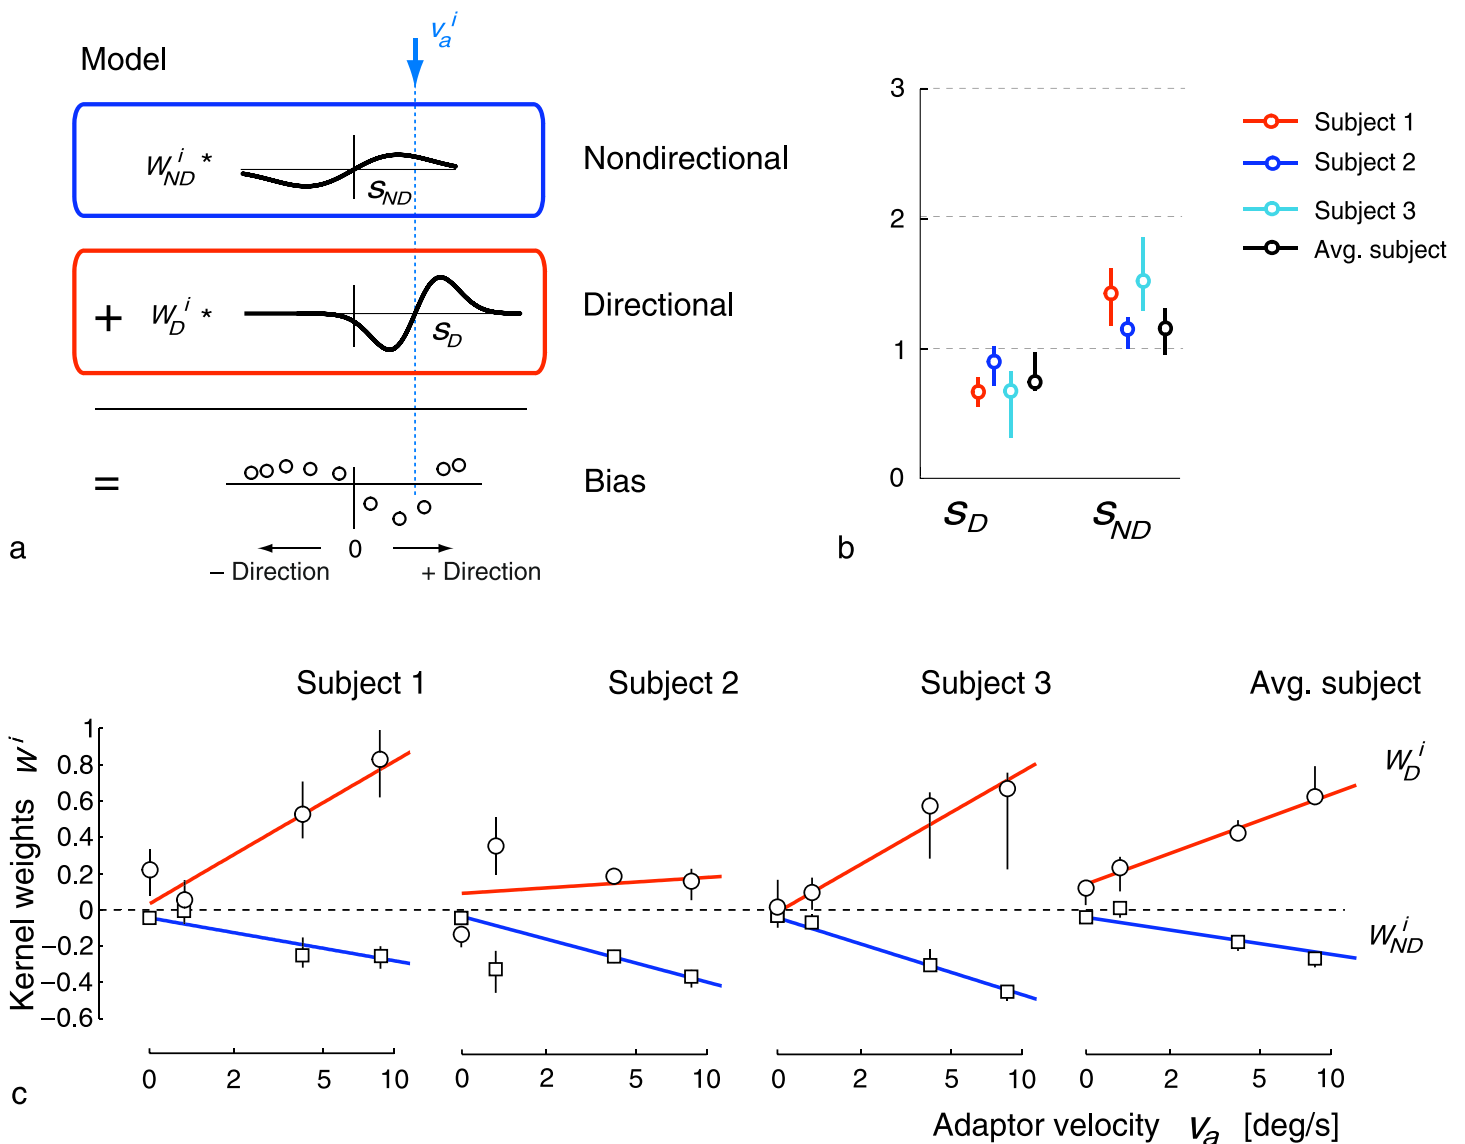 Model
v_a^i
W_ND^i *
S_ND
Nondirectional
+ W_D^i *
S_D
Directional
=
Bias
0
– Direction
+ Direction
a
3
2
1
0
S_D
S_ND
Subject 1
Subject 2
Subject 3
Avg. subject
b
Subject 1
Subject 2
Subject 3
Avg. subject
Kernel weights w^i
1
0.8
0.6
0.4
0.2
0
−0.2
−0.4
−0.6
W_D^i
W_ND^i
0 2 5 10
0 2 5 10
0 2 5 10
0 2 5 10
Adaptor velocity v_a [deg/s]
c